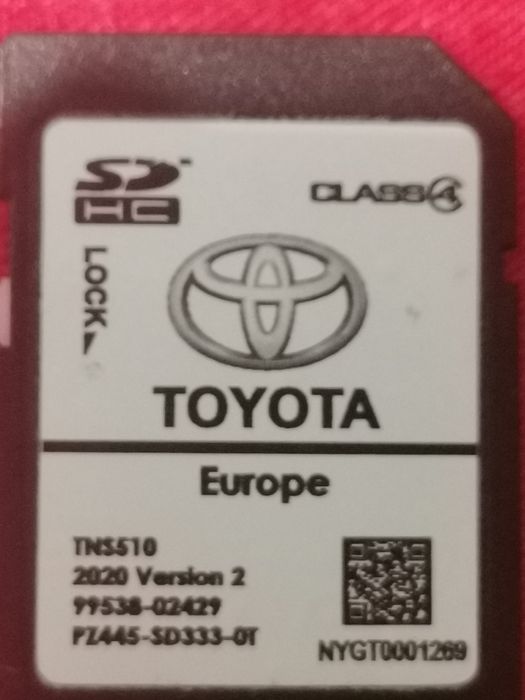 SD
HC
CLASS 4
LOCK
TOYOTA
Europe
TNS510
2020 Version 2
99538-02429
PZ445-SD333-0T
NYGT0001269